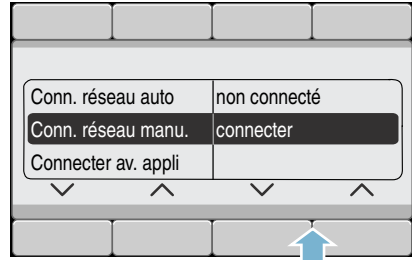 Conn. réseau auto non connecté
Conn. réseau manu. connecter
Connecter av. appli